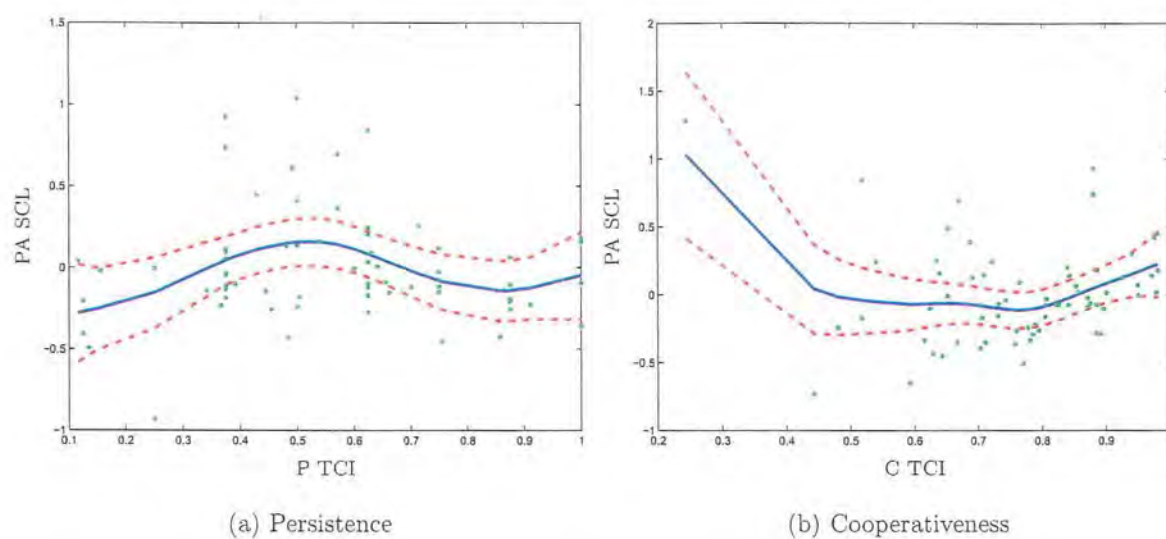 1.5
1
0.5
0
-0.5
-1
PA SCL
0.1 0.2 0.3 0.4 0.5 0.6 0.7 0.8 0.9 1
P TCI
(a) Persistence
2
1.5
1
0.5
0
-0.5
-1
PA SCL
0.2 0.3 0.4 0.5 0.6 0.7 0.8 0.9
C TCI
(b) Cooperativeness